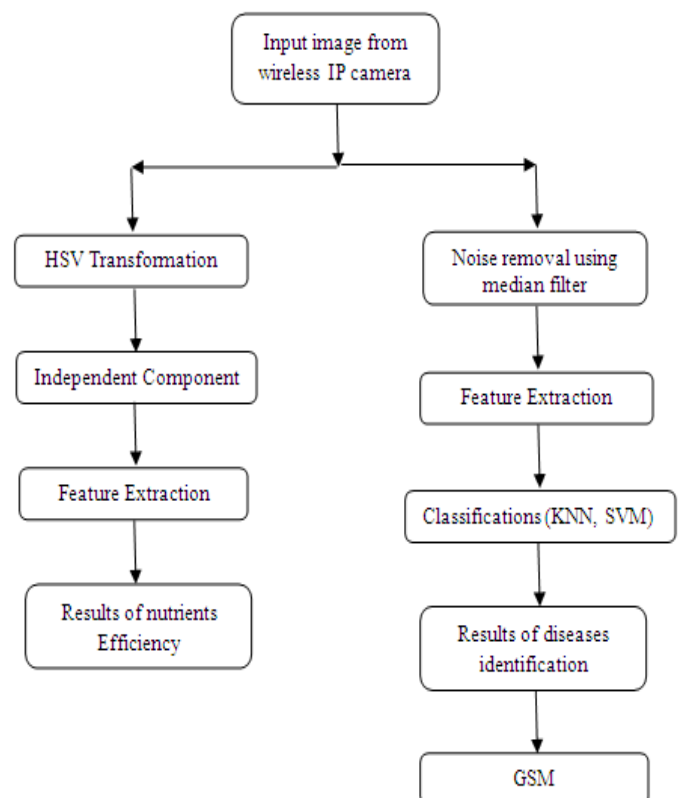 Input image from
wireless IP camera
HSV Transformation
Independent Component
Feature Extraction
Results of nutrients
Efficiency
Noise removal using
median filter
Feature Extraction
Classifications (KNN, SVM)
Results of diseases
identification
GSM